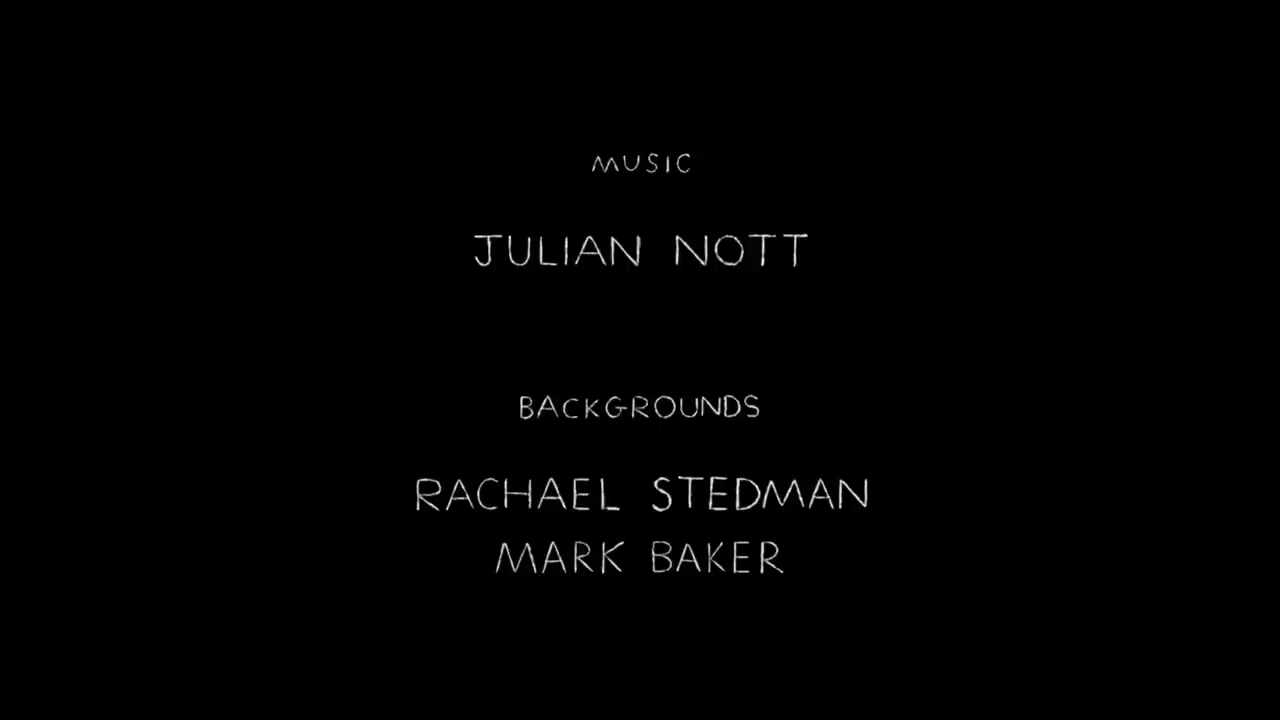 MUSIC
JULIAN NOTT
BACKGROUNDS
RACHAEL STEDMAN
MARK BAKER